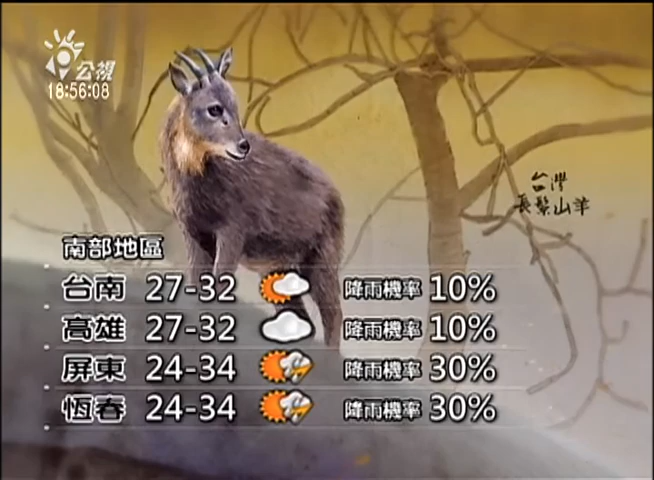 公視
18:56:08
台灣
長鬃山羊
南部地區
台南 27-32 降雨機率 10%
高雄 27-32 降雨機率 10%
屏東 24-34 降雨機率 30%
恆春 24-34 降雨機率 30%